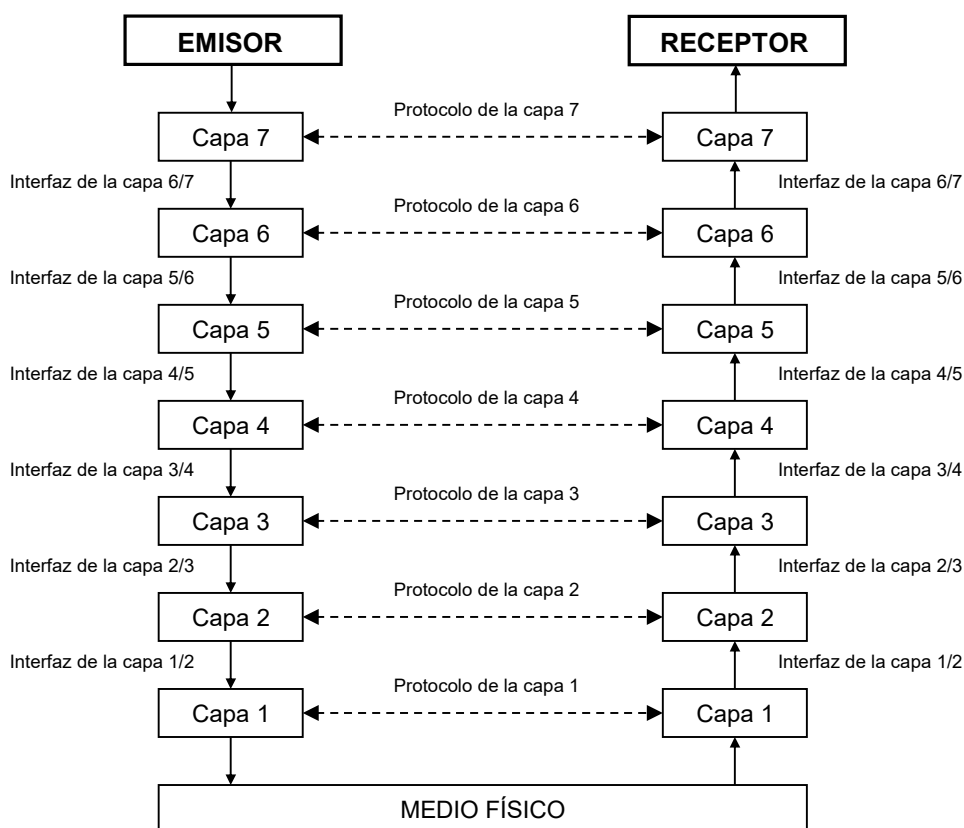 EMISOR
RECEPTOR
Protocolo de la capa 7
Capa 7
Capa 7
Interfaz de la capa 6/7
Interfaz de la capa 6/7
Protocolo de la capa 6
Capa 6
Capa 6
Interfaz de la capa 5/6
Interfaz de la capa 5/6
Protocolo de la capa 5
Capa 5
Capa 5
Interfaz de la capa 4/5
Interfaz de la capa 4/5
Protocolo de la capa 4
Capa 4
Capa 4
Interfaz de la capa 3/4
Interfaz de la capa 3/4
Protocolo de la capa 3
Capa 3
Capa 3
Interfaz de la capa 2/3
Interfaz de la capa 2/3
Protocolo de la capa 2
Capa 2
Capa 2
Interfaz de la capa 1/2
Interfaz de la capa 1/2
Protocolo de la capa 1
Capa 1
Capa 1
MEDIO FÍSICO